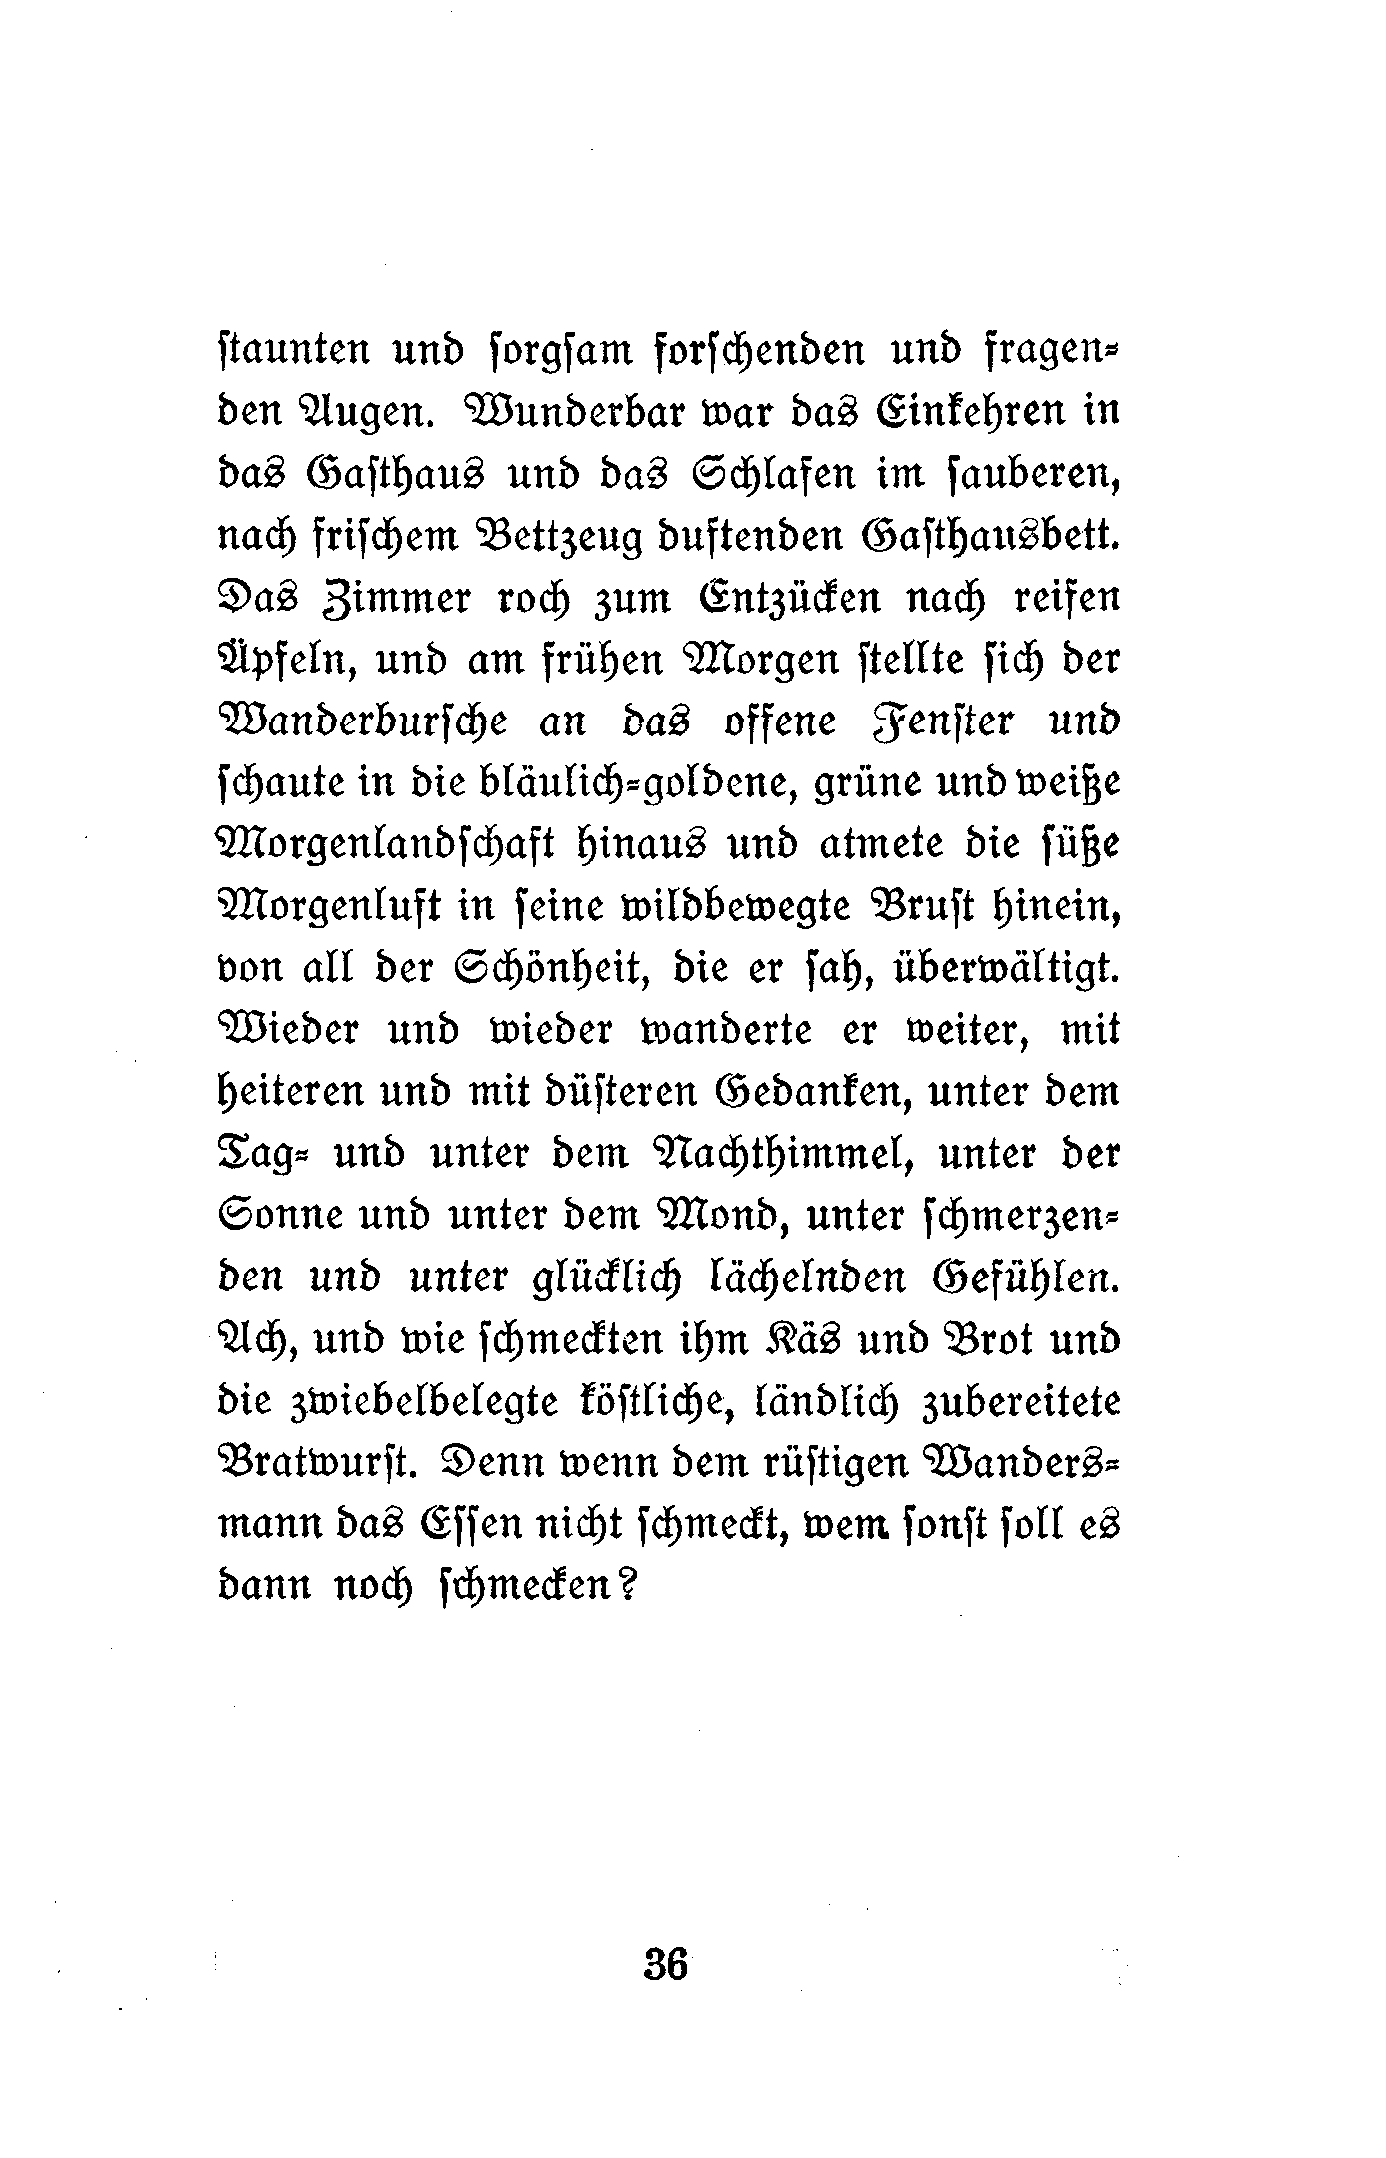 ſtaunten und ſorgſam forſchenden und fragen⸗
den Augen. Wunderbar war das Einkehren in
das Gaſthaus und das Schlafen im ſauberen,
nach friſchem Bettzeug duftenden Gaſthausbett.
Das Zimmer roch zum Entzücken nach reifen
Äpfeln, und am frühen Morgen ſtellte ſich der
Wanderburſche an das offene Fenſter und
ſchaute in die bläulich⸗goldene, grüne und weiße
Morgenlandſchaft hinaus und atmete die ſüße
Morgenluft in ſeine wildbewegte Bruſt hinein,
von all der Schönheit, die er ſah, überwältigt.
Wieder und wieder wanderte er weiter, mit
heiteren und mit düſteren Gedanken, unter dem
Tag⸗ und unter dem Nachthimmel, unter der
Sonne und unter dem Mond, unter ſchmerzen⸗
den und unter glücklich lächelnden Gefühlen.
Ach, und wie ſchmeckten ihm Käs und Brot und
die zwiebelbelegte köſtliche, ländlich zubereitete
Bratwurſt. Denn wenn dem rüſtigen Wanders⸗
mann das Eſſen nicht ſchmeckt, wem ſonſt ſoll es
dann noch ſchmecken?
36